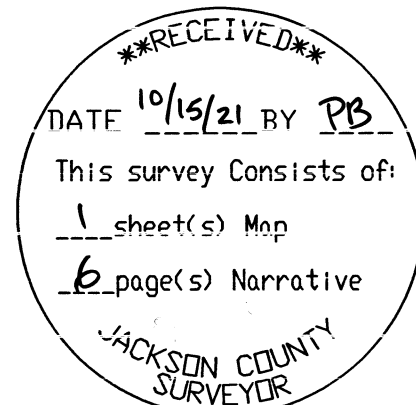 **RECEIVED**
DATE 10/15/21 BY PB
This survey Consists of:
1 sheet(s) Map
6 page(s) Narrative
JACKSON COUNTY
SURVEYOR